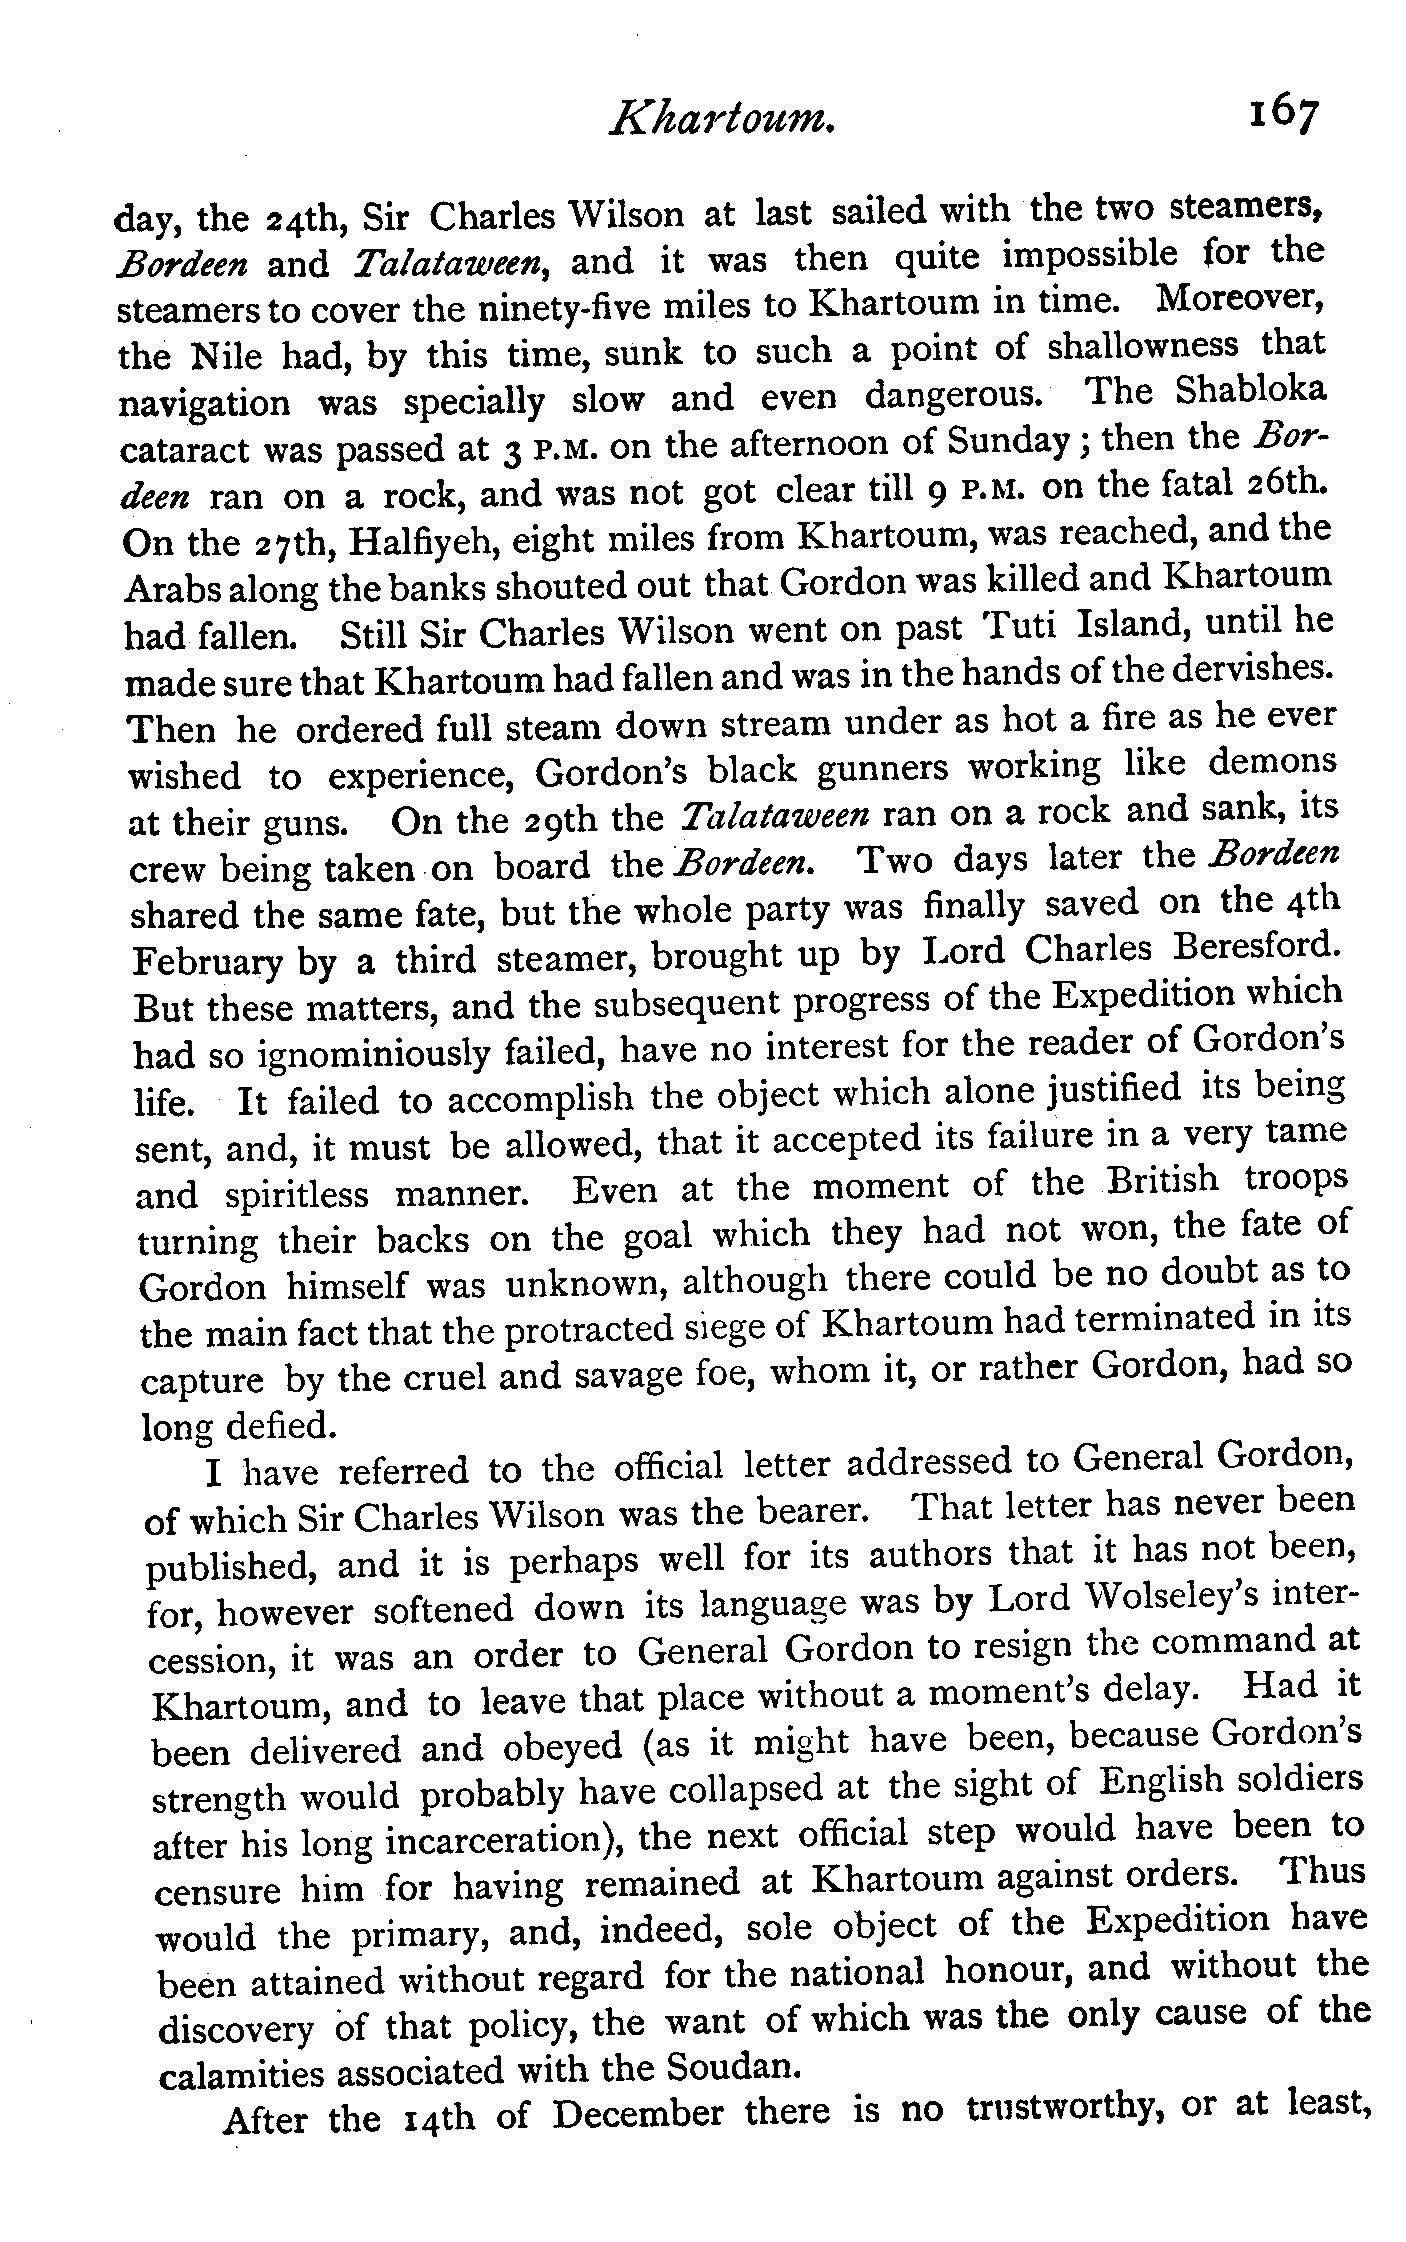 Khartoum. 167
day, the 24th, Sir Charles Wilson at last sailed with the two steamers,
Bordeen and Talataween, and it was then quite impossible for the
steamers to cover the ninety-five miles to Khartoum in time. Moreover,
the Nile had, by this time, sunk to such a point of shallowness that
navigation was specially slow and even dangerous. The Shabloka
cataract was passed at 3 P.M. on the afternoon of Sunday; then the Bor-
deen ran on a rock, and was not got clear till 9 P.M. on the fatal 26th.
On the 27th, Halfiyeh, eight miles from Khartoum, was reached, and the
Arabs along the banks shouted out that Gordon was killed and Khartoum
had fallen. Still Sir Charles Wilson went on past Tuti Island, until he
made sure that Khartoum had fallen and was in the hands of the dervishes.
Then he ordered full steam down stream under as hot a fire as he ever
wished to experience, Gordon's black gunners working like demons
at their guns. On the 29th the Talataween ran on a rock and sank, its
crew being taken on board the Bordeen. Two days later the Bordeen
shared the same fate, but the whole party was finally saved on the 4th
February by a third steamer, brought up by Lord Charles Beresford.
But these matters, and the subsequent progress of the Expedition which
had so ignominiously failed, have no interest for the reader of Gordon's
life. It failed to accomplish the object which alone justified its being
sent, and, it must be allowed, that it accepted its failure in a very tame
and spiritless manner. Even at the moment of the British troops
turning their backs on the goal which they had not won, the fate of
Gordon himself was unknown, although there could be no doubt as to
the main fact that the protracted siege of Khartoum had terminated in its
capture by the cruel and savage foe, whom it, or rather Gordon, had so
long defied.
I have referred to the official letter addressed to General Gordon,
of which Sir Charles Wilson was the bearer. That letter has never been
published, and it is perhaps well for its authors that it has not been,
for, however softened down its language was by Lord Wolseley's inter-
cession, it was an order to General Gordon to resign the command at
Khartoum, and to leave that place without a moment's delay. Had it
been delivered and obeyed (as it might have been, because Gordon's
strength would probably have collapsed at the sight of English soldiers
after his long incarceration), the next official step would have been to
censure him for having remained at Khartoum against orders. Thus
would the primary, and, indeed, sole object of the Expedition have
been attained without regard for the national honour, and without the
discovery of that policy, the want of which was the only cause of the
calamities associated with the Soudan.
After the 14th of December there is no trustworthy, or at least,